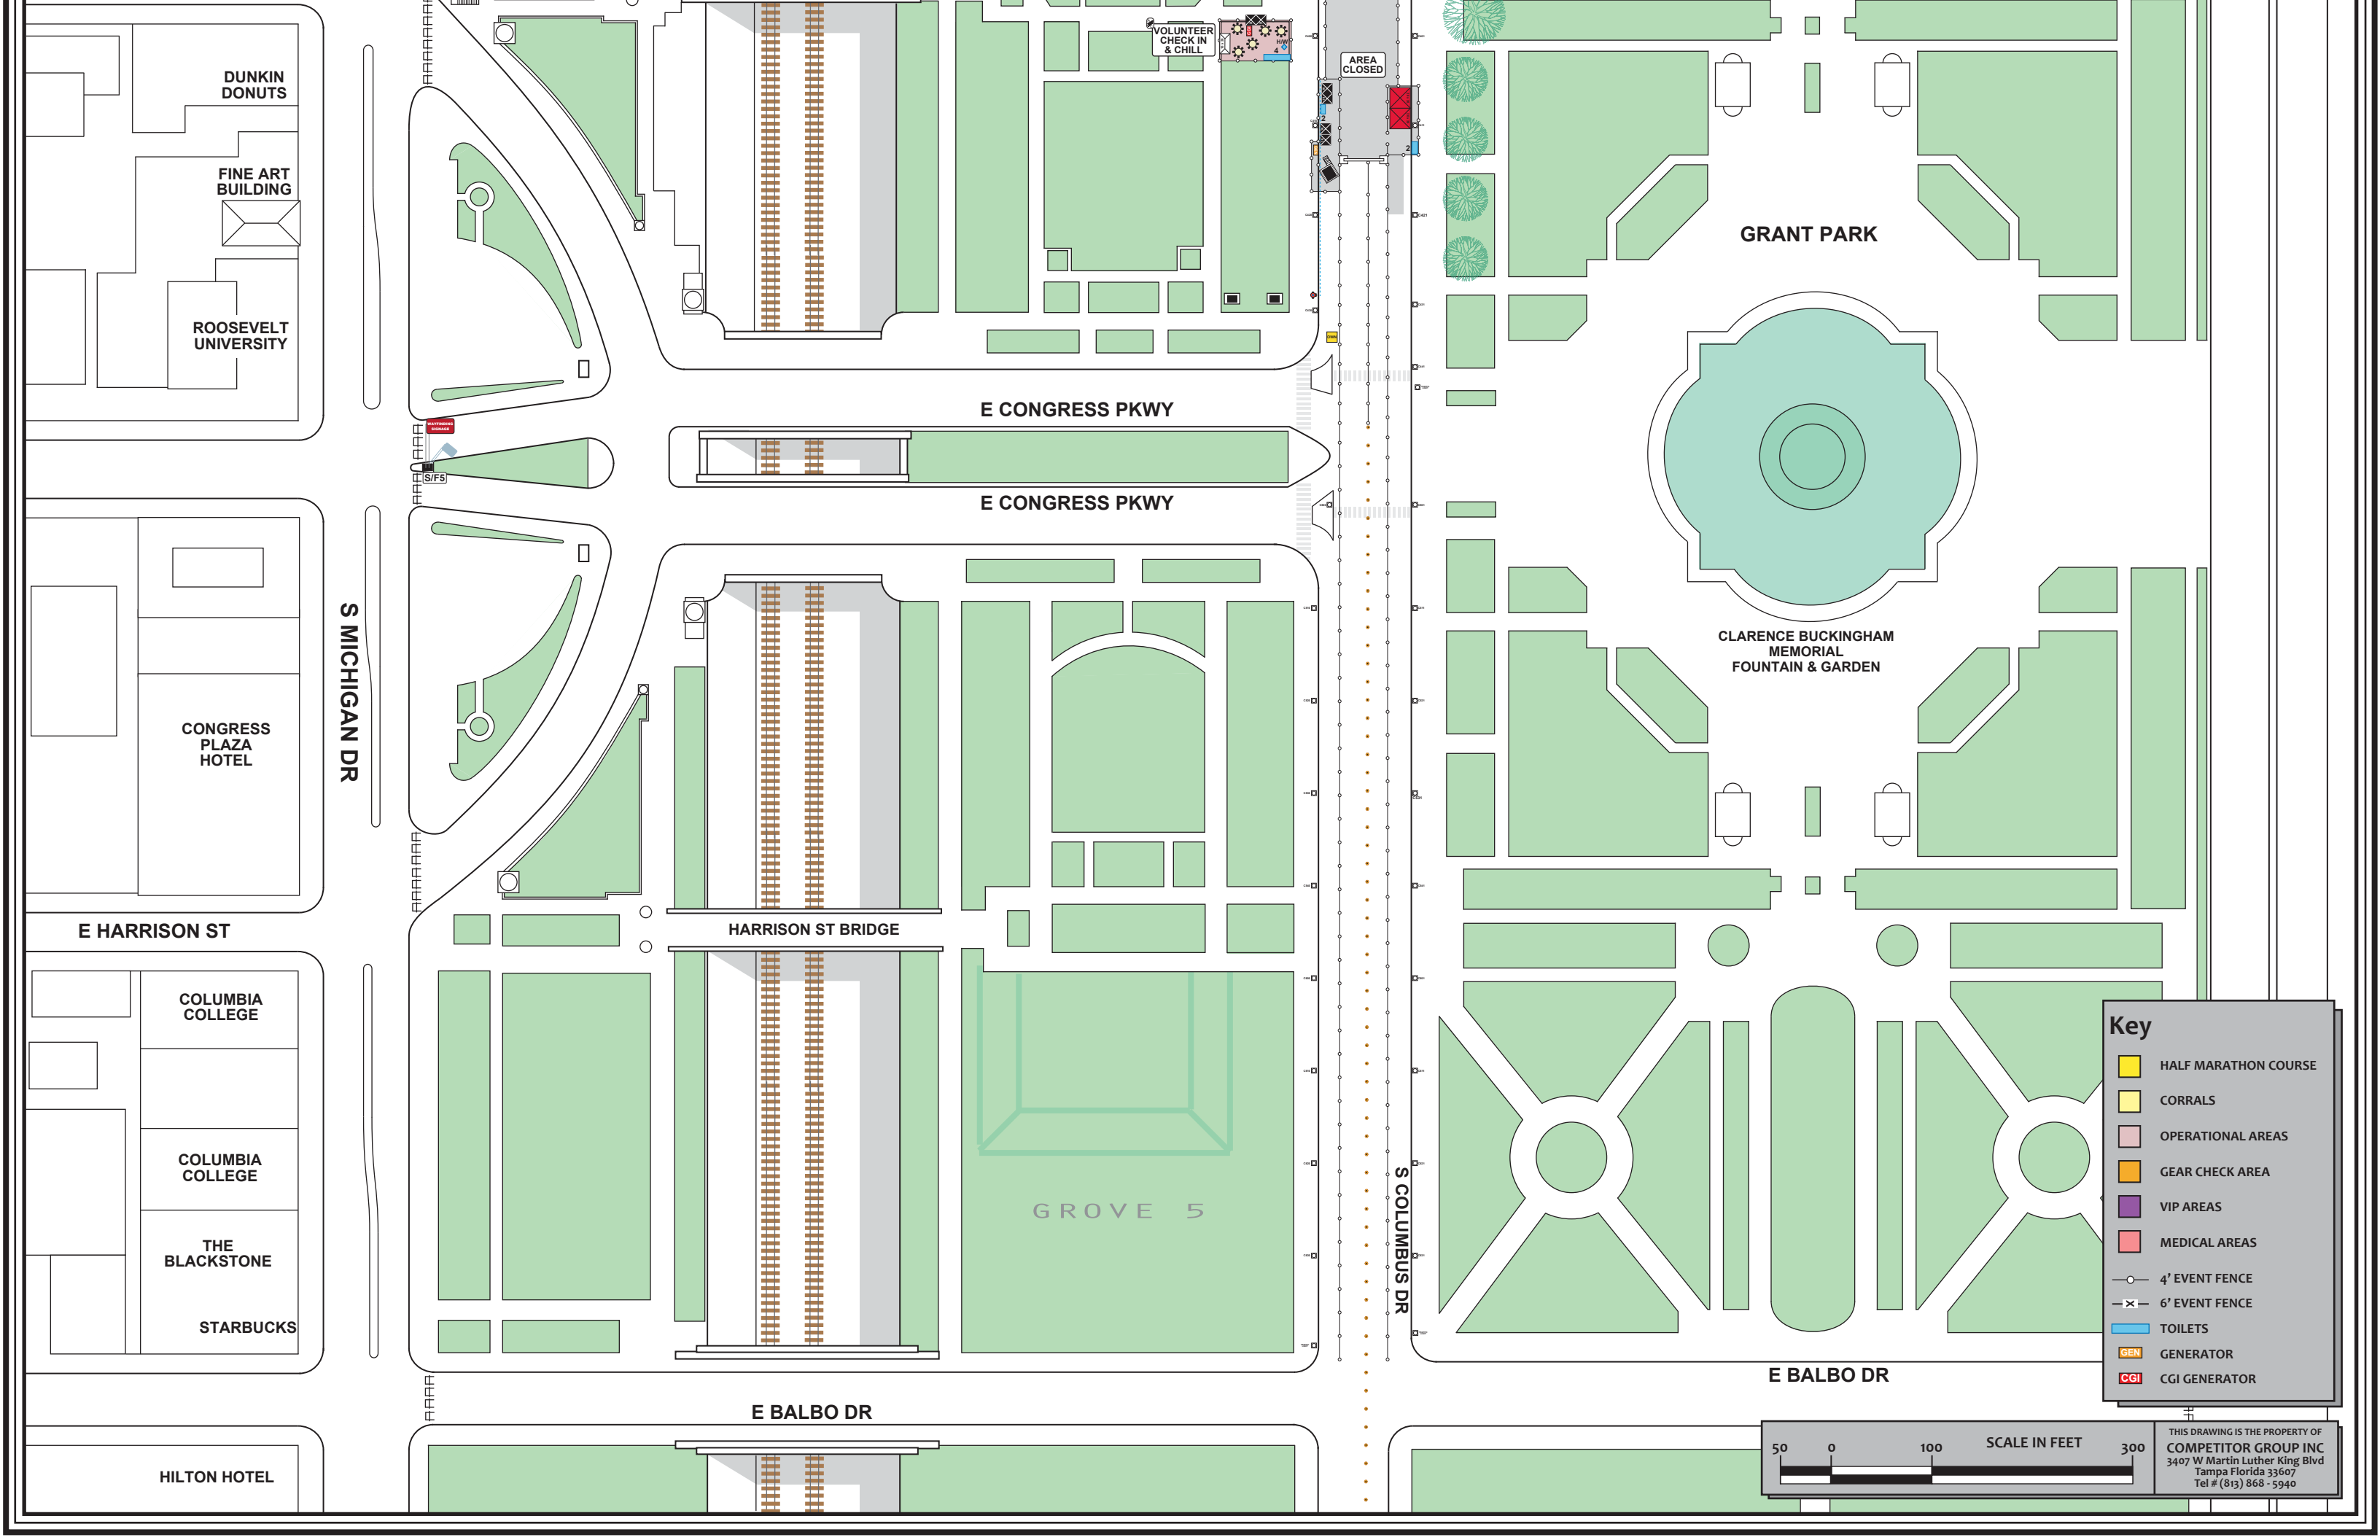 VOLUNTEER
CHECK IN
& CHILL
H/W
4
AREA
CLOSED
2
2
DUNKIN
DONUTS
FINE ART
BUILDING
ROOSEVELT
UNIVERSITY
GRANT PARK
E CONGRESS PKWY
WAYFINDING
SIGNAGE
S/F5
E CONGRESS PKWY
S MICHIGAN DR
CLARENCE BUCKINGHAM
MEMORIAL
FOUNTAIN & GARDEN
CONGRESS
PLAZA
HOTEL
E HARRISON ST
HARRISON ST BRIDGE
COLUMBIA
COLLEGE
COLUMBIA
COLLEGE
THE
BLACKSTONE
STARBUCKS
GROVE 5
S COLUMBUS DR
E BALBO DR
E BALBO DR
HILTON HOTEL
Key
HALF MARATHON COURSE
CORRALS
OPERATIONAL AREAS
GEAR CHECK AREA
VIP AREAS
MEDICAL AREAS
4' EVENT FENCE
6' EVENT FENCE
TOILETS
GEN GENERATOR
CGI CGI GENERATOR
SCALE IN FEET
50 0 100 300
THIS DRAWING IS THE PROPERTY OF
COMPETITOR GROUP INC
3407 W Martin Luther King Blvd
Tampa Florida 33607
Tel # (813) 868 - 5940